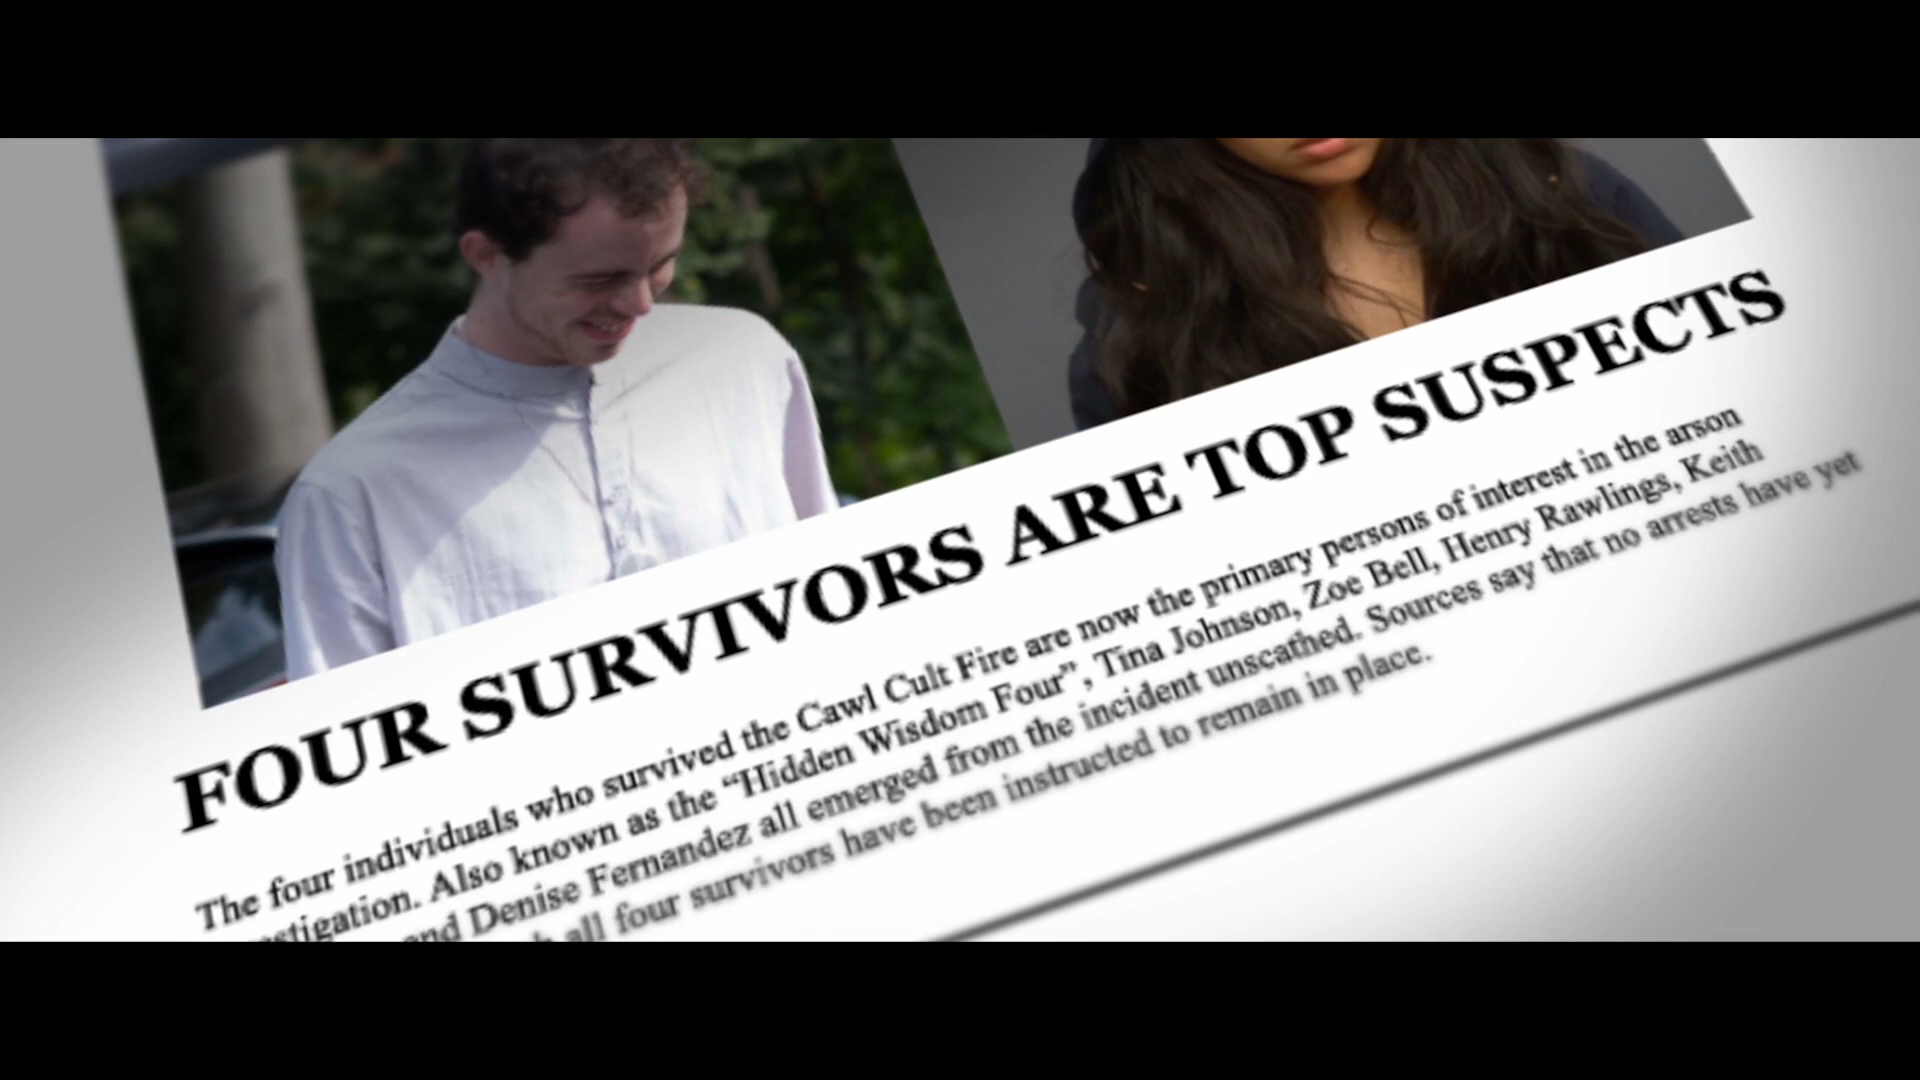 FOUR SURVIVORS ARE TOP SUSPECTS
The four individuals who survived the Cawl Cult Fire are now the primary persons of interest in the arson
Also known as the “Hidden Wisdom Four”, Tina Johnson, Zoe Bell, Henry Rawlings, Keith
and Denise Fernandez all emerged from the incident unscathed. Sources say that no arrests have yet
all four survivors have been instructed to remain in place.